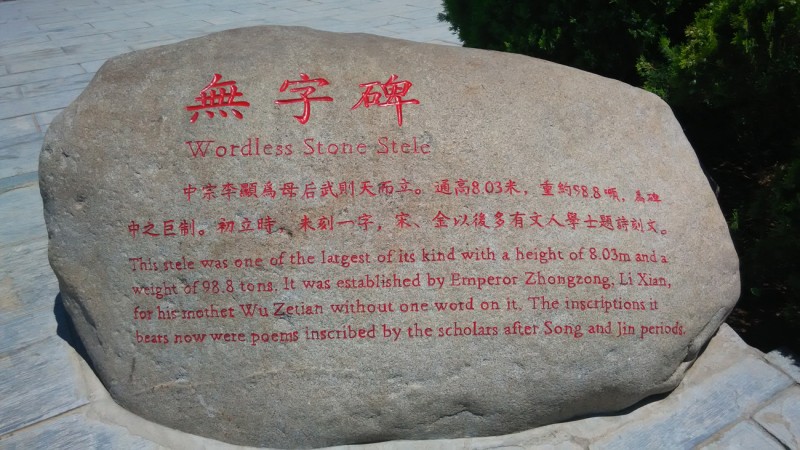 無字碑
Wordless Stone Stele
中宗李顯爲母后武則天而立。通高8.03米，重約98.8噸，爲碑
中之巨制。初立時，未刻一字，宋、金以後多有文人學士題詩刻文。
This stele was one of the largest of its kind with a height of 8.03m and a
weight of 98.8 tons. It was established by Emperor Zhongzong, Li Xian,
for his mother Wu Zetian without one word on it. The inscriptions it
bears now were poems inscribed by the scholars after Song and Jin periods.